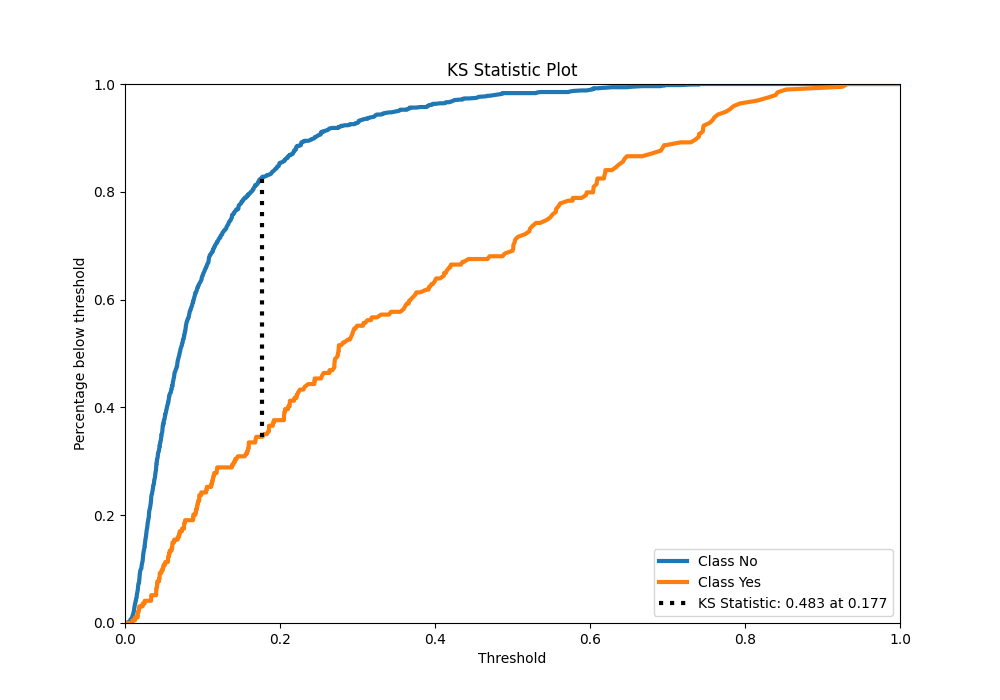 KS Statistic Plot
Percentage below threshold
1.0
0.8
0.6
0.4
0.2
0.0
0.0 0.2 0.4 0.6 0.8 1.0
Threshold
Class No
Class Yes
KS Statistic: 0.483 at 0.177